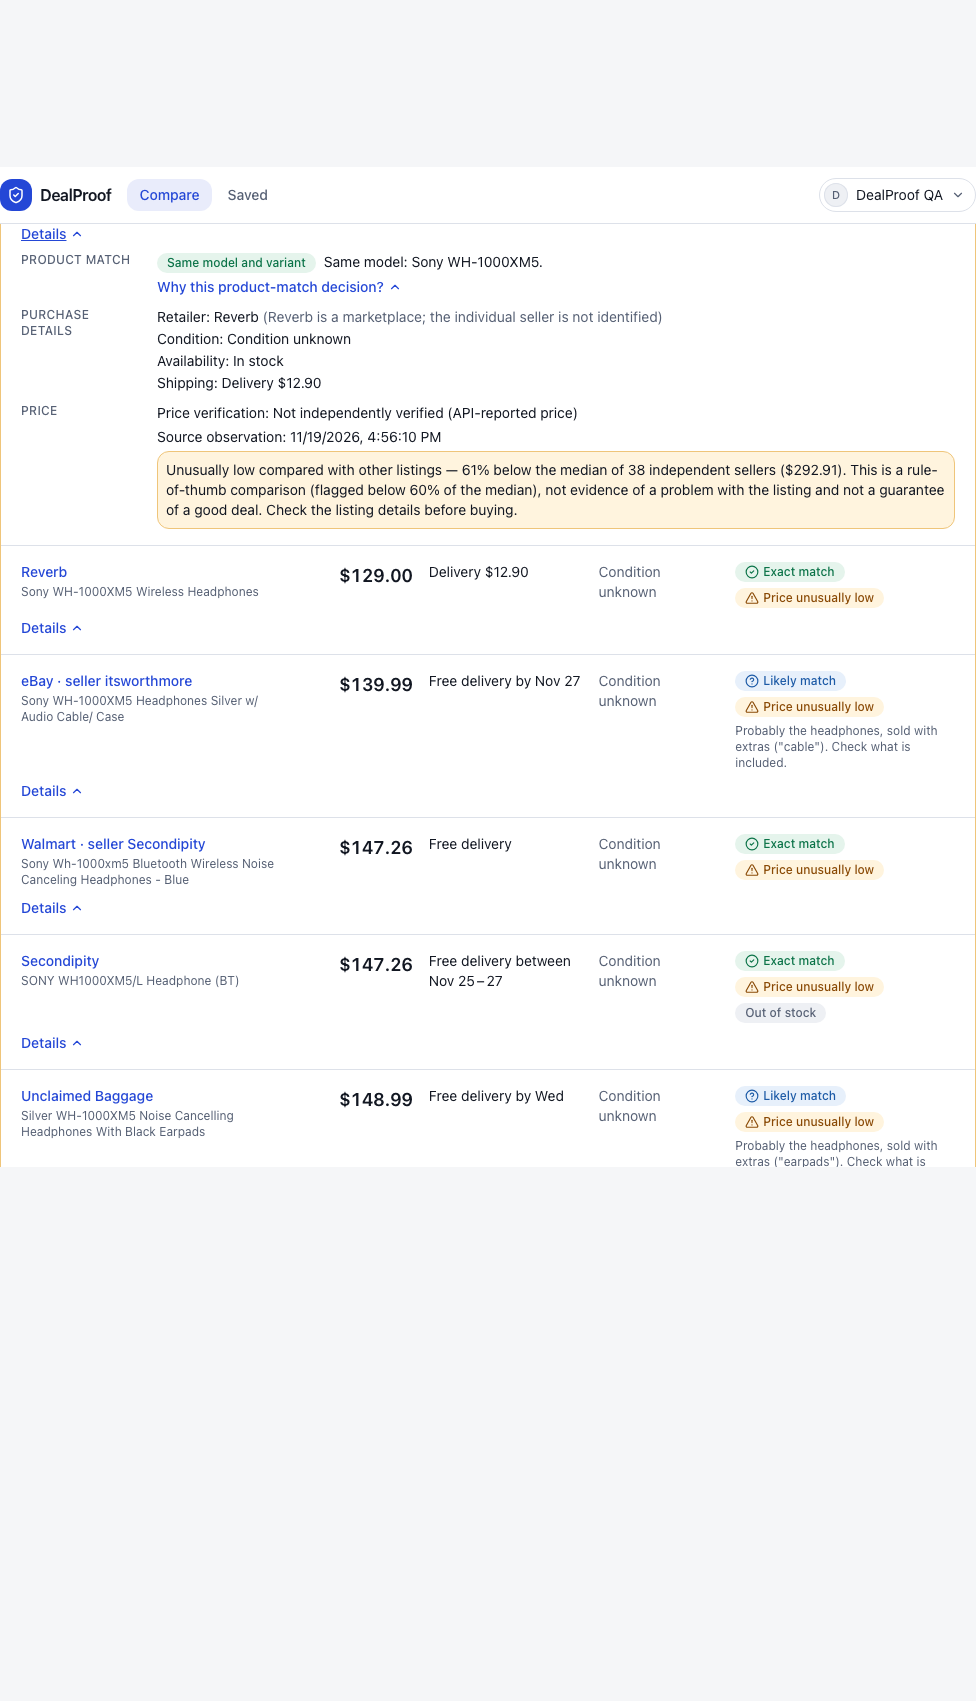 DealProof
Compare
Saved
D
DealProof QA
Details
PRODUCT MATCH
Same model and variant
Same model: Sony WH-1000XM5.
Why this product-match decision?
PURCHASE
DETAILS
Retailer: Reverb (Reverb is a marketplace; the individual seller is not identified)
Condition: Condition unknown
Availability: In stock
Shipping: Delivery $12.90
PRICE
Price verification: Not independently verified (API-reported price)
Source observation: 11/19/2026, 4:56:10 PM
Unusually low compared with other listings — 61% below the median of 38 independent sellers ($292.91). This is a rule-
of-thumb comparison (flagged below 60% of the median), not evidence of a problem with the listing and not a guarantee
of a good deal. Check the listing details before buying.
Reverb
Sony WH-1000XM5 Wireless Headphones
$129.00
Delivery $12.90
Condition
unknown
Exact match
Price unusually low
Details
eBay · seller itsworthmore
Sony WH-1000XM5 Headphones Silver w/
Audio Cable/ Case
$139.99
Free delivery by Nov 27
Condition
unknown
Likely match
Price unusually low
Probably the headphones, sold with
extras ("cable"). Check what is
included.
Details
Walmart · seller Secondipity
Sony Wh-1000xm5 Bluetooth Wireless Noise
Canceling Headphones - Blue
$147.26
Free delivery
Condition
unknown
Exact match
Price unusually low
Details
Secondipity
SONY WH1000XM5/L Headphone (BT)
$147.26
Free delivery between
Nov 25 – 27
Condition
unknown
Exact match
Price unusually low
Out of stock
Details
Unclaimed Baggage
Silver WH-1000XM5 Noise Cancelling
Headphones With Black Earpads
$148.99
Free delivery by Wed
Condition
unknown
Likely match
Price unusually low
Probably the headphones, sold with
extras ("earpads"). Check what is